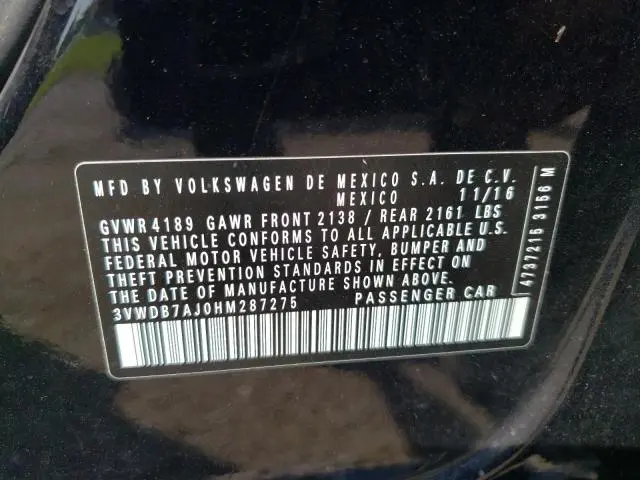 MFD BY VOLKSWAGEN DE MEXICO S.A. DE C.V.
MEXICO 11/16
GVWR 4189 GAWR FRONT 2138 / REAR 2161 LBS
THIS VEHICLE CONFORMS TO ALL APPLICABLE U.S.
FEDERAL MOTOR VEHICLE SAFETY, BUMPER AND
THEFT PREVENTION STANDARDS IN EFFECT ON
THE DATE OF MANUFACTURE SHOWN ABOVE.
3VWDB7AJ0HM287275 PASSENGER CAR
4737215 3156 M